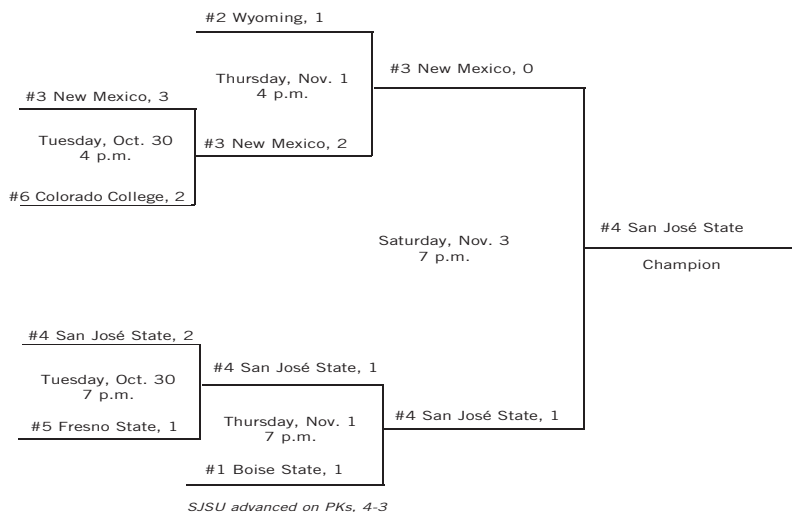 #2 Wyoming, 1
Thursday, Nov. 1
4 p.m.
#3 New Mexico, 0
#3 New Mexico, 3
Tuesday, Oct. 30
4 p.m.
#3 New Mexico, 2
#6 Colorado College, 2
Saturday, Nov. 3
7 p.m.
#4 San José State
Champion
#4 San José State, 2
Tuesday, Oct. 30
7 p.m.
#4 San José State, 1
#5 Fresno State, 1
Thursday, Nov. 1
7 p.m.
#4 San José State, 1
#1 Boise State, 1
SJSU advanced on PKs, 4-3